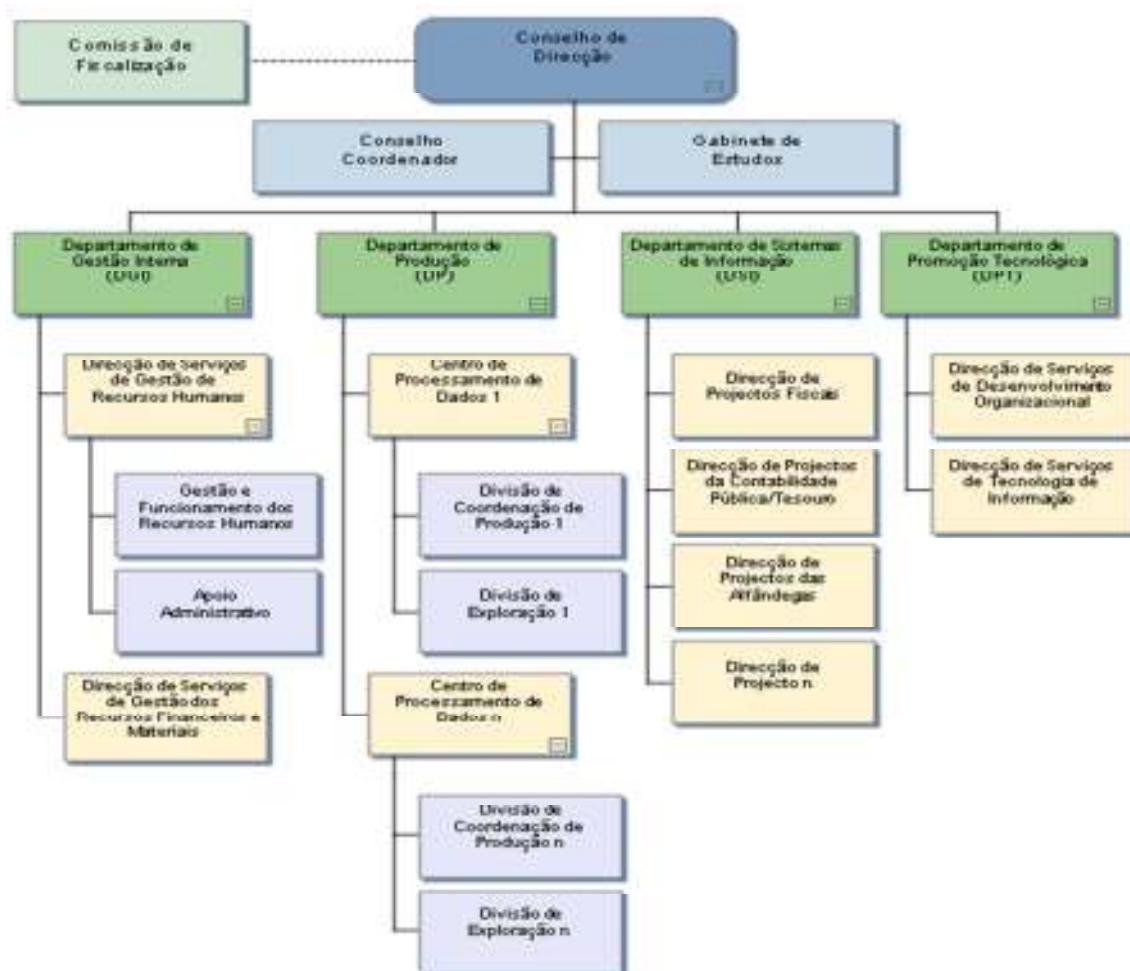 Comissão de
Fiscalização
Conselho de
Direcção
Conselho
Coordenador
Gabinete de
Estudos
Departamento de
Gestão Interna
(DGI)
Departamento de
Produção
(DP)
Departamento de Sistemas
de Informação
(DSI)
Departamento de
Promoção Tecnológica
(DPT)
Direcção de Serviços
de Gestão de
Recursos Humanos
Gestão e
Funcionamento dos
Recursos Humanos
Apoio
Administrativo
Direcção de Serviços
de Gestão dos
Recursos Financeiros e
Materiais
Centro de
Processamento de
Dados 1
Divisão de
Coordenação de
Produção 1
Divisão de
Exploração 1
Centro de
Processamento de
Dados n
Divisão de
Coordenação de
Produção n
Divisão de
Exploração n
Direcção de
Projectos Fiscais
Direcção de Projectos
da Contabilidade
Pública/Tesouro
Direcção de
Projectos das
Alfândegas
Direcção de
Projecto n
Direcção de Serviços
de Desenvolvimento
Organizacional
Direcção de Serviços
de Tecnologia de
Informação